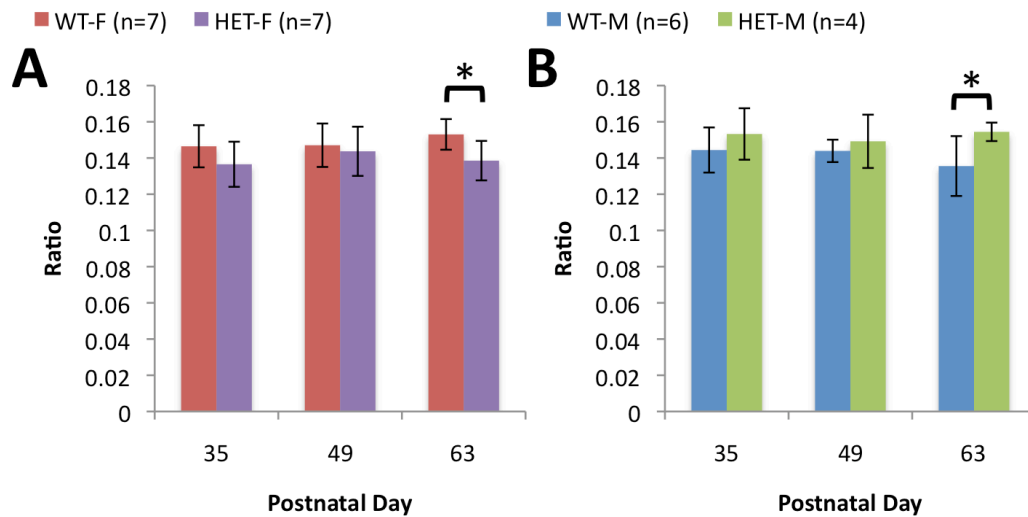 WT-F (n=7) HET-F (n=7)
WT-M (n=6) HET-M (n=4)
A
*
0.18
0.16
0.14
0.12
0.1
0.08
0.06
0.04
0.02
0
Ratio
35 49 63
Postnatal Day
B
*
0.18
0.16
0.14
0.12
0.1
0.08
0.06
0.04
0.02
0
Ratio
35 49 63
Postnatal Day